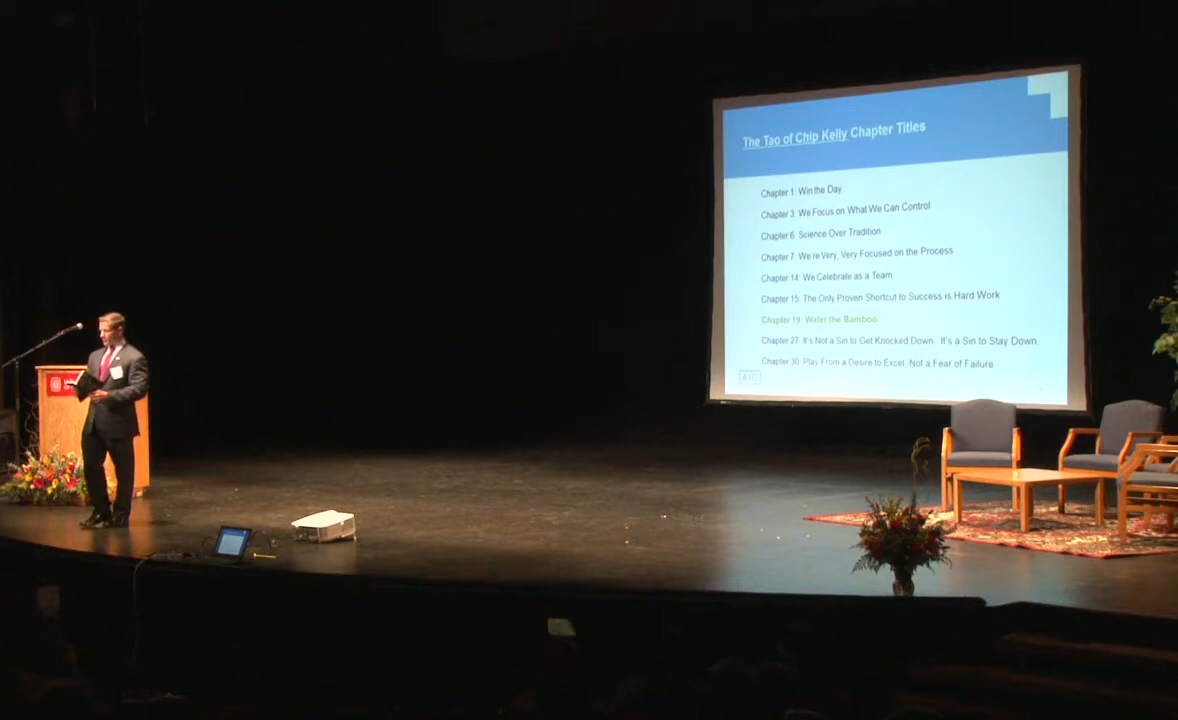 The Tao of Chip Kelly Chapter Titles
Chapter 1: Win the Day
Chapter 3: We Focus on What We Can Control
Chapter 6: Science Over Tradition
Chapter 7: We're Very, Very Focused on the Process
Chapter 14: We Celebrate as a Team
Chapter 15: The Only Proven Shortcut to Success is Hard Work
Chapter 19: Water the Bamboo
Chapter 27: It's Not a Sin to Get Knocked Down. It's a Sin to Stay Down.
Chapter 30: Play From a Desire to Excel, Not a Fear of Failure
AIG